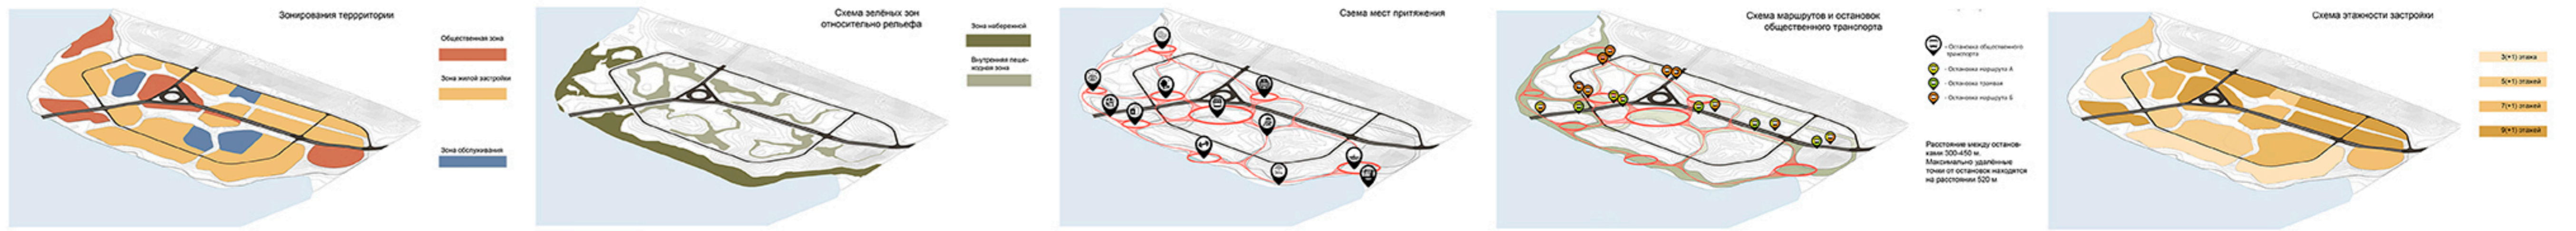 Зонирования террритории
Общественная зона
Зона жилой застройки
Зона обслуживания
Схема зелёных зон
относительно рельефа
Зона набережной
Внутренняя пеше-
ходная зона
Сзема мест притяжения
Схема маршрутов и остановок
общественного транспорта
- Остановка общественного
транспорта
- Остановка маршрута А
- Остановка трамвая
- Остановка маршрута Б
Расстояние между останов-
ками 300-450 м.
Максимально удалённые
точки от остановок находятся
на расстоянии 520 м
Схема этажности застройки
3(+1) этажа
5(+1) этажей
7(+1) этажей
9(+1) этажей